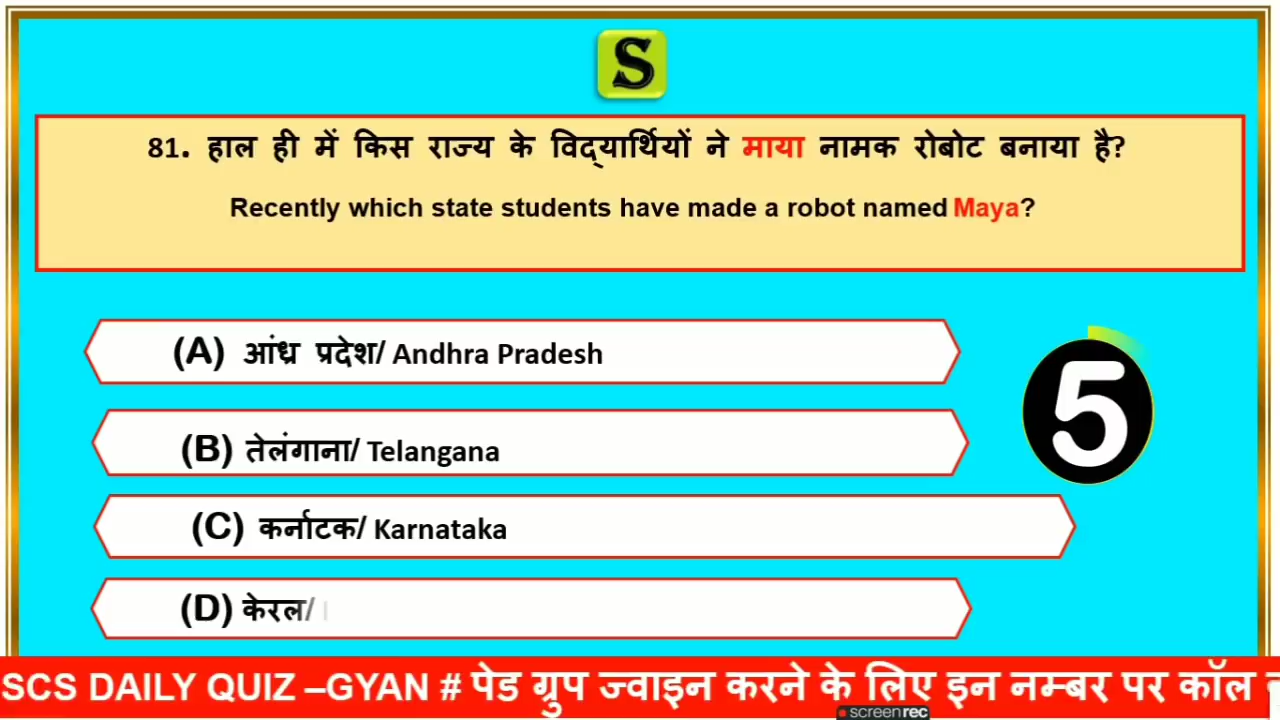 S
81. हाल ही में किस राज्य के विद्यार्थियों ने माया नामक रोबोट बनाया है?
Recently which state students have made a robot named Maya?
(A) आंध्र प्रदेश/ Andhra Pradesh
5
(B) तेलंगाना/ Telangana
(C) कर्नाटक/ Karnataka
(D) केरल/
SCS DAILY QUIZ –GYAN # पेड ग्रुप ज्वाइन करने के लिए इन नम्बर पर कॉल
screenrec